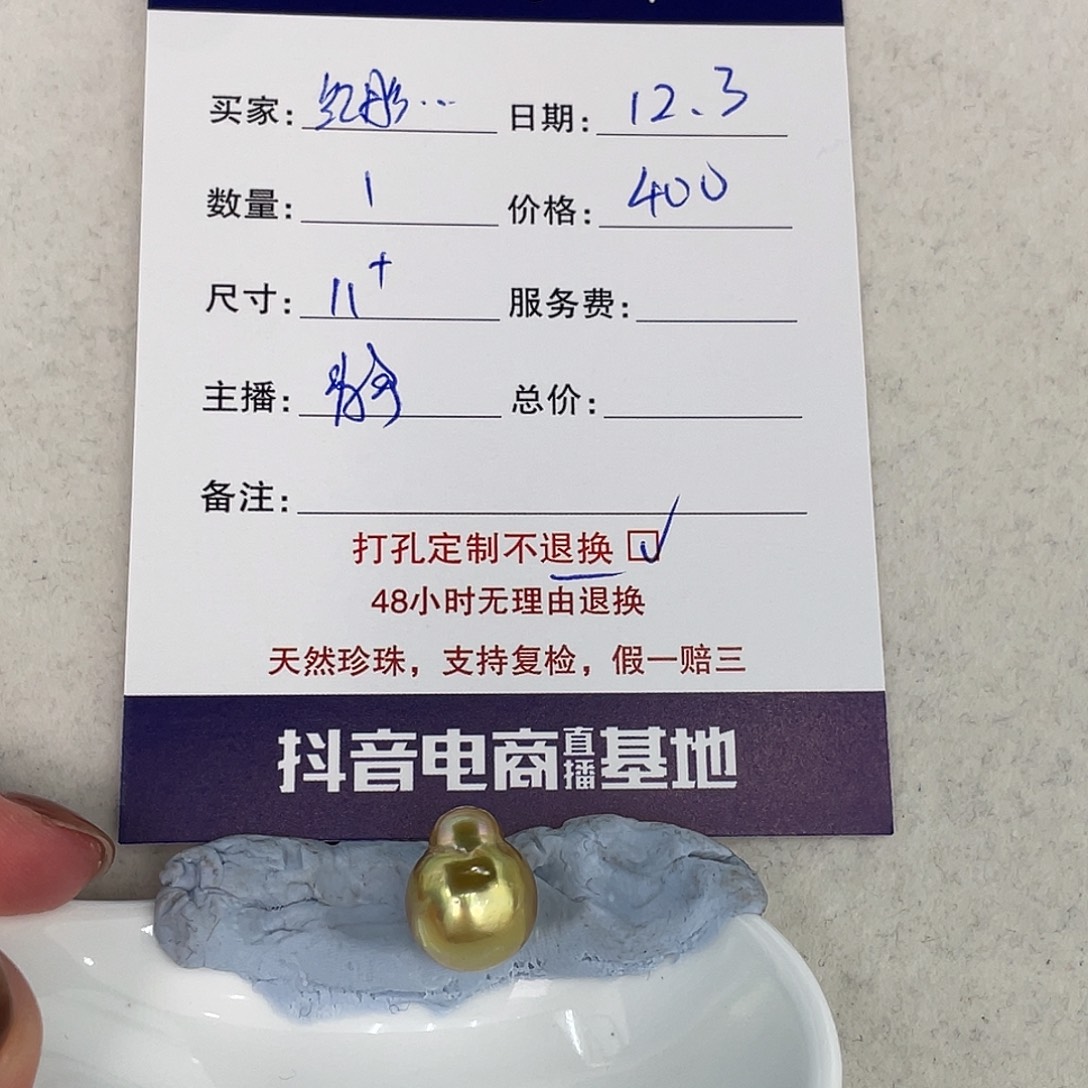 买家: 日期: 12.3
数量: 1 价格: 400
尺寸: 11+ 服务费:
主播: 总价:
备注:
打孔定制不退换 ☑
48小时无理由退换
天然珍珠，支持复检，假一赔三
抖音电商直播基地